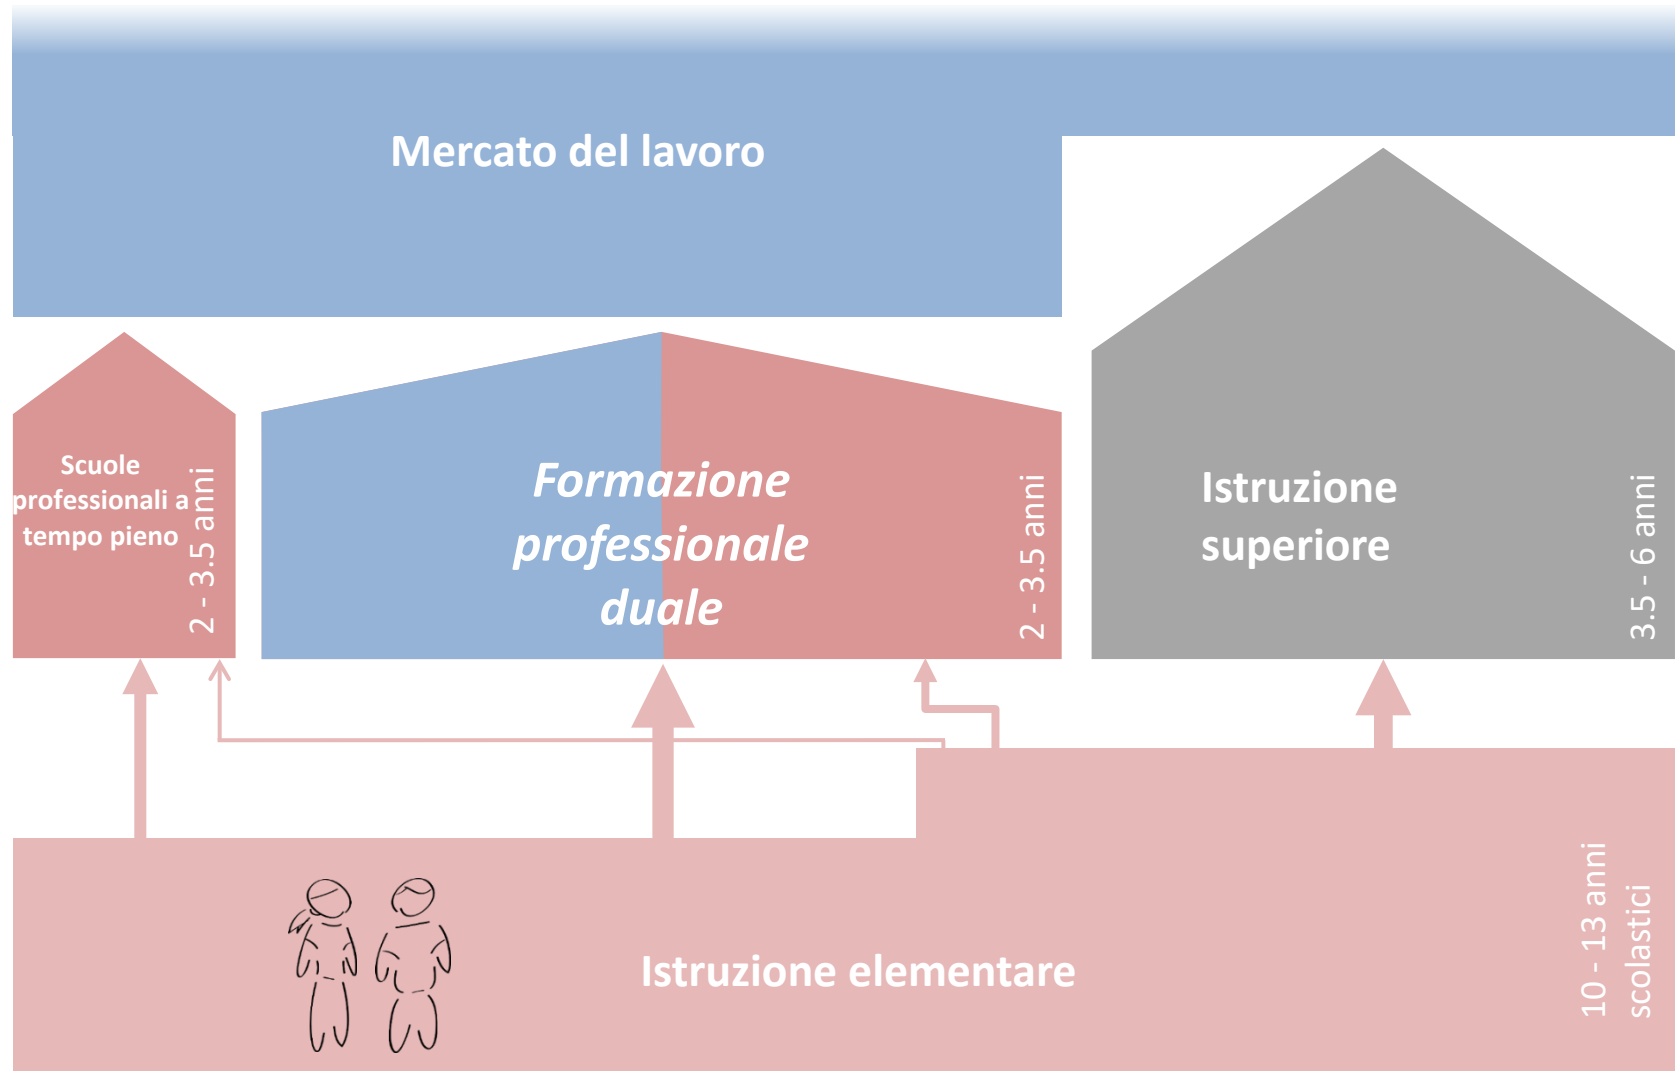 Mercato del lavoro
Scuole
professionali a
tempo pieno
2 - 3.5 anni
Formazione
professionale
duale
2 - 3.5 anni
Istruzione
superiore
3.5 - 6 anni
Istruzione elementare
10 - 13 anni
scolastici